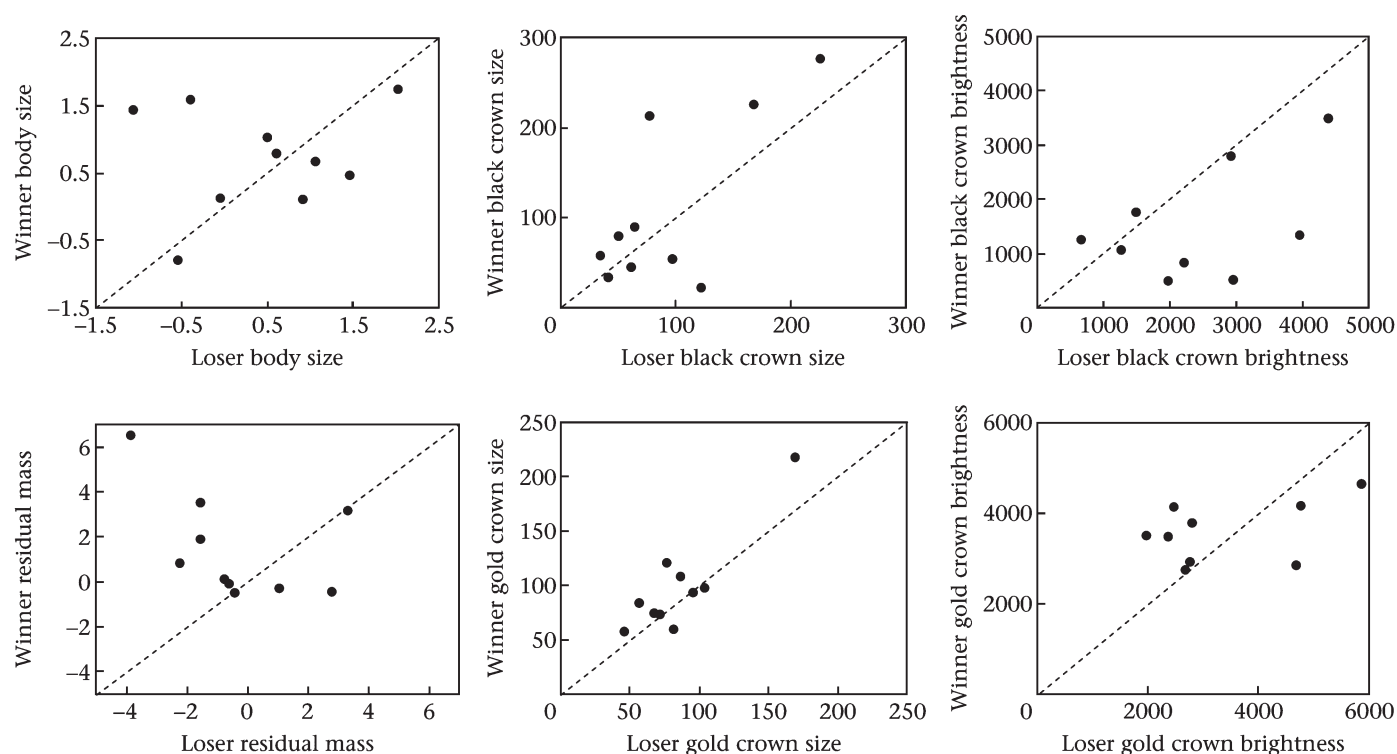 2.5
1.5
0.5
–0.5
–1.5
–1.5 –0.5 0.5 1.5 2.5
Winner body size
Loser body size
300
200
100
0 100 200 300
Winner black crown size
Loser black crown size
5000
4000
3000
2000
1000
0 1000 2000 3000 4000 5000
Winner black crown brightness
Loser black crown brightness
6
4
2
0
–2
–4
–4 –2 0 2 4 6
Winner residual mass
Loser residual mass
250
200
150
100
50
0 50 100 150 200 250
Winner gold crown size
Loser gold crown size
6000
4000
2000
0 2000 4000 6000
Winner gold crown brightness
Loser gold crown brightness